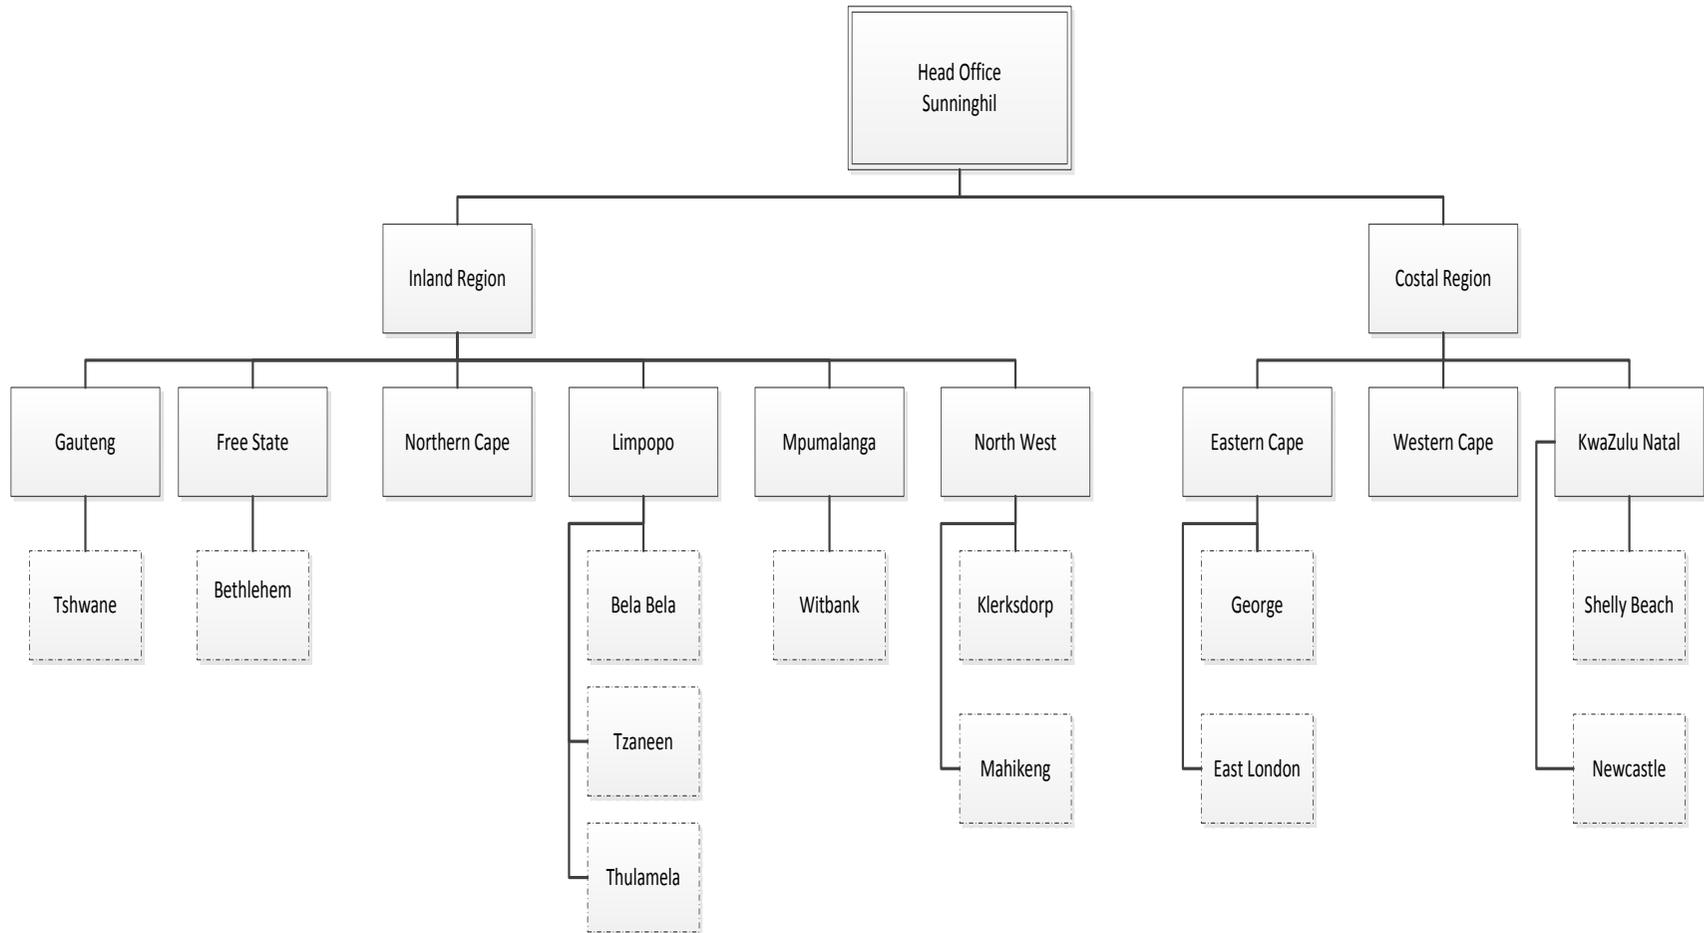 Head Office
Sunninghil
Inland Region
Costal Region
Gauteng
Free State
Northern Cape
Limpopo
Mpumalanga
North West
Eastern Cape
Western Cape
KwaZulu Natal
Tshwane
Bethlehem
Bela Bela
Witbank
Klerksdorp
George
Shelly Beach
Tzaneen
Mahikeng
East London
Newcastle
Thulamela